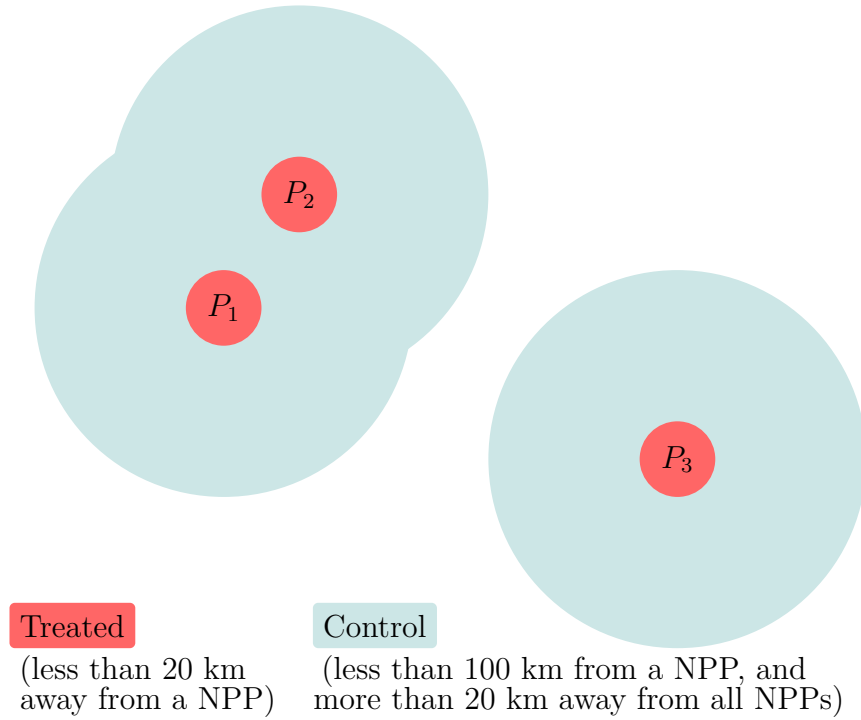 P₂
P₁
P₃
Treated
(less than 20 km
away from a NPP)
Control
(less than 100 km from a NPP, and
more than 20 km away from all NPPs)